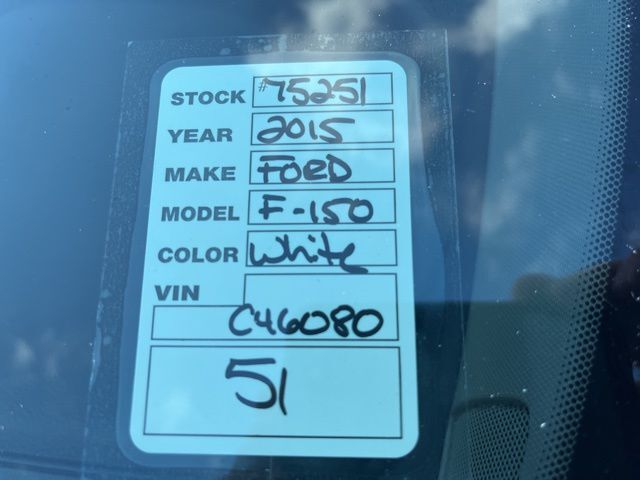 STOCK #75251
YEAR 2015
MAKE FORD
MODEL F-150
COLOR White
VIN
C46080
51